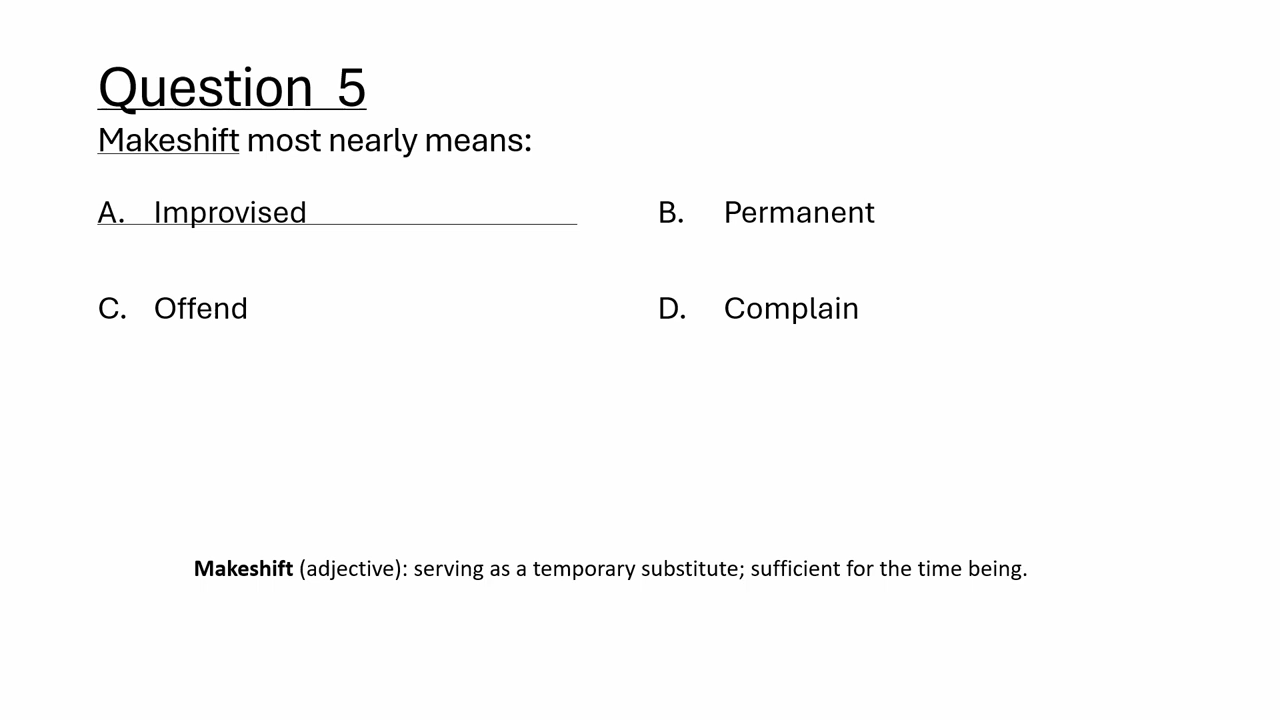 Question 5
Makeshift most nearly means:
A. Improvised
B. Permanent
C. Offend
D. Complain
Makeshift (adjective): serving as a temporary substitute; sufficient for the time being.